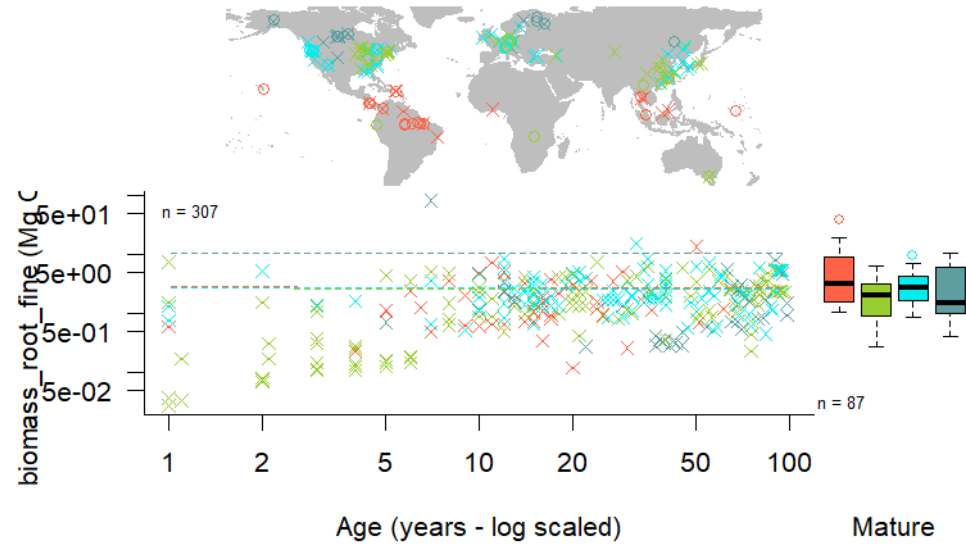 biomass_root_fine (Mg C
5e+01
5e+00
5e-01
5e-02
n = 307
n = 87
1 2 5 10 20 50 100
Age (years - log scaled)
Mature